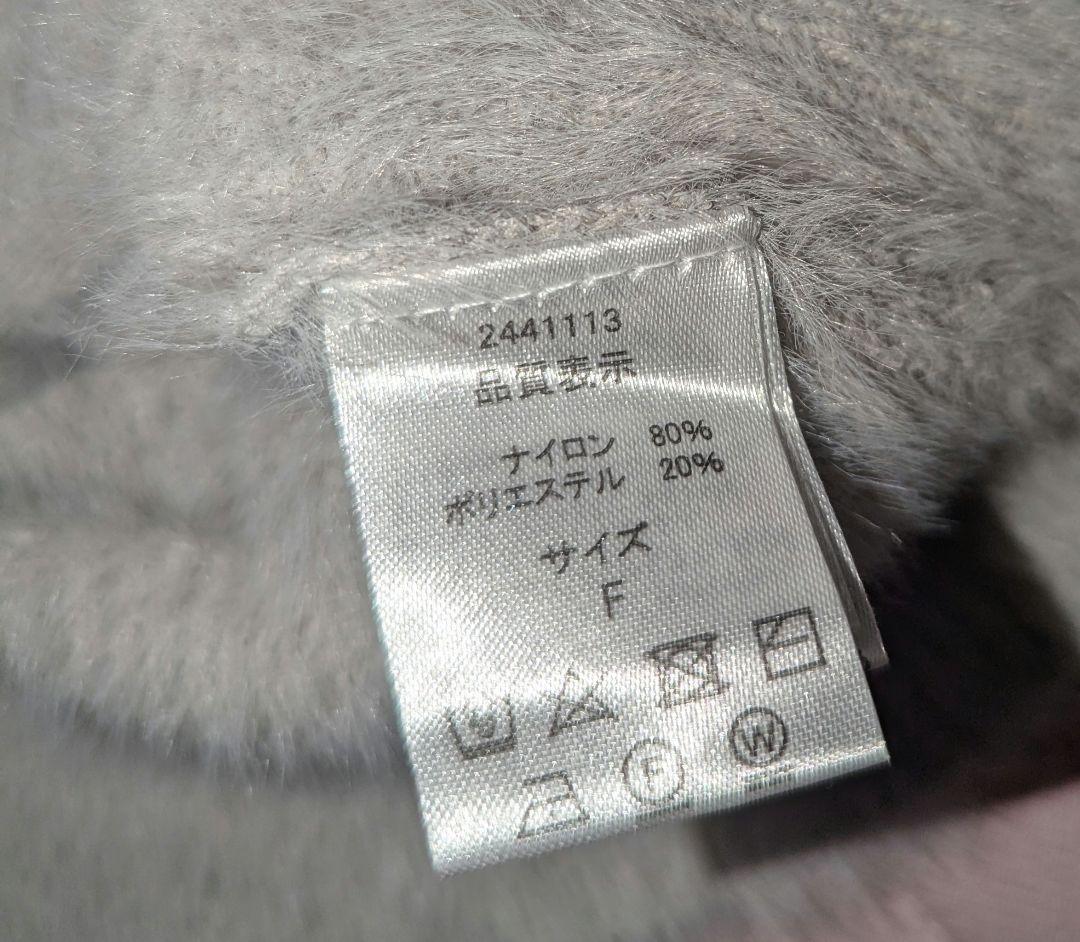 2441113
品質表示
ナイロン 80%
ポリエステル 20%
サイズ
F
F W